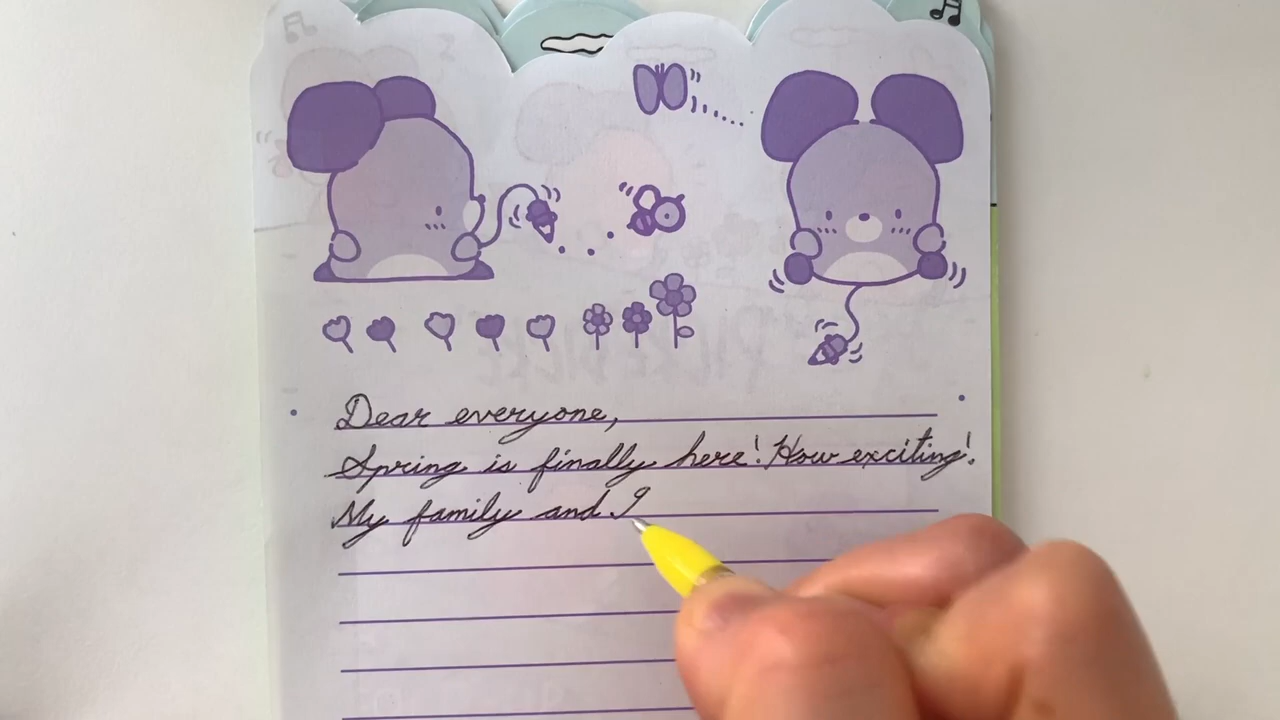 Dear everyone,
Spring is finally here! How exciting!
My family and I